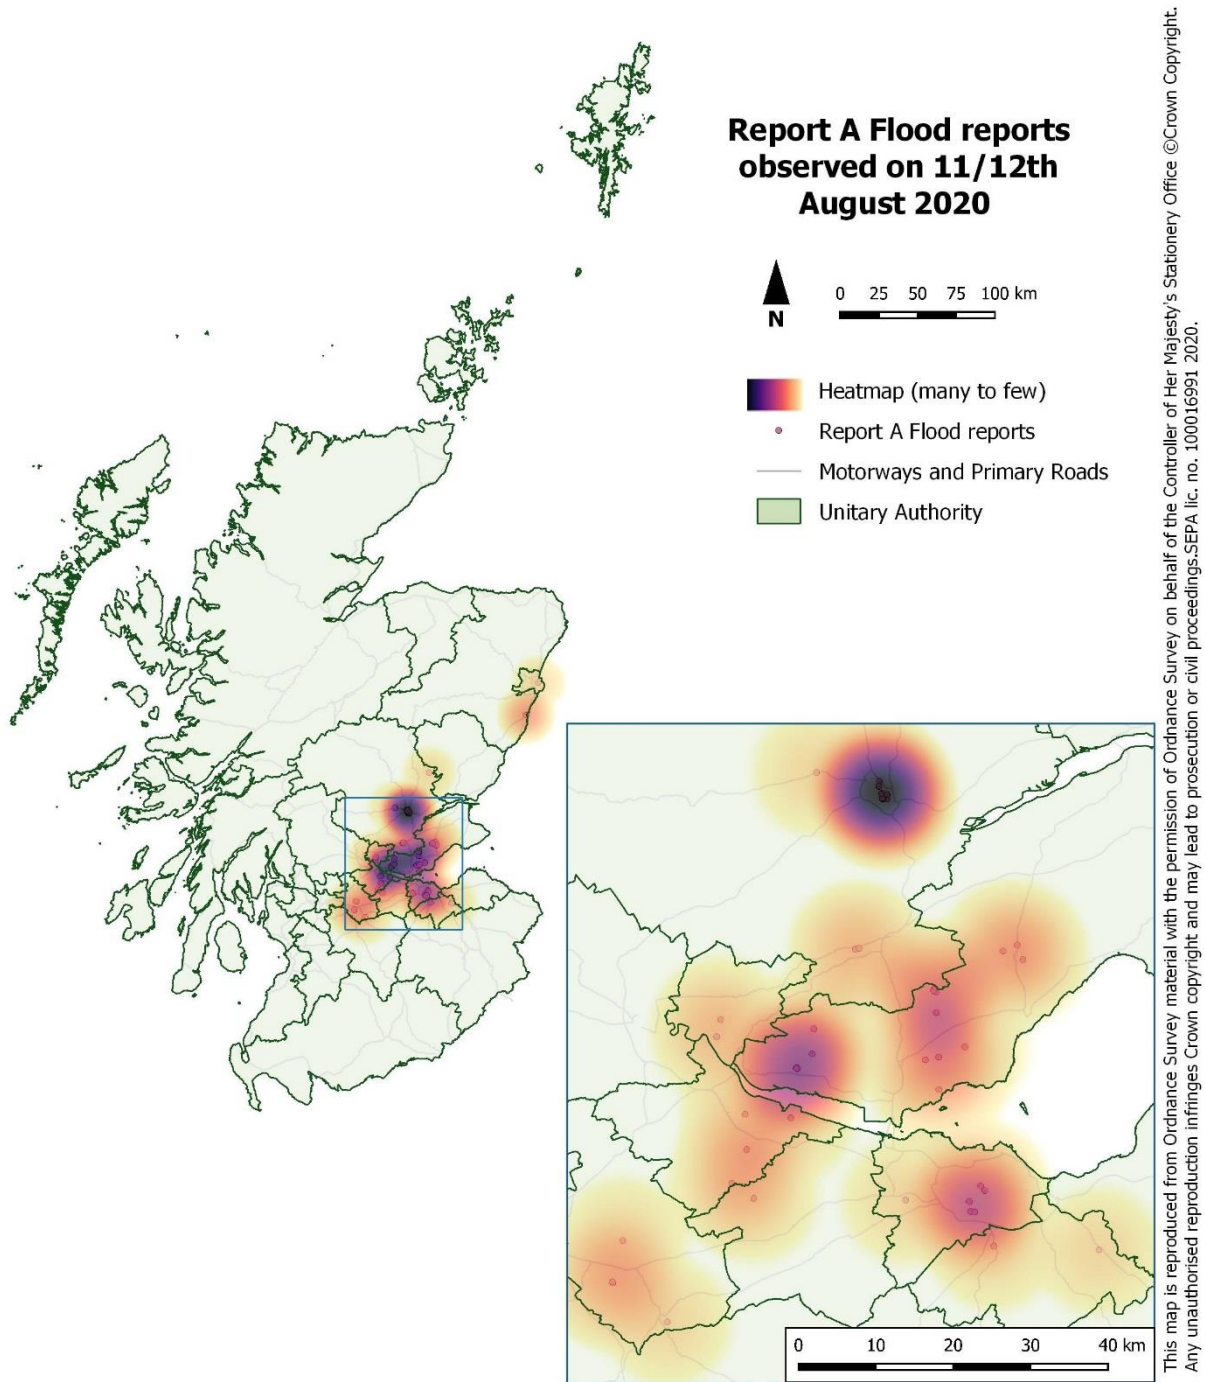 Report A Flood reports
observed on 11/12th
August 2020
N
0 25 50 75 100 km
Heatmap (many to few)
Report A Flood reports
Motorways and Primary Roads
Unitary Authority
0 10 20 30 40 km
This map is reproduced from Ordnance Survey material with the permission of Ordnance Survey on behalf of the Controller of Her Majesty's Stationery Office ©Crown Copyright.
Any unauthorised reproduction infringes Crown copyright and may lead to prosecution or civil proceedings.SEPA lic. no. 100016991 2020.